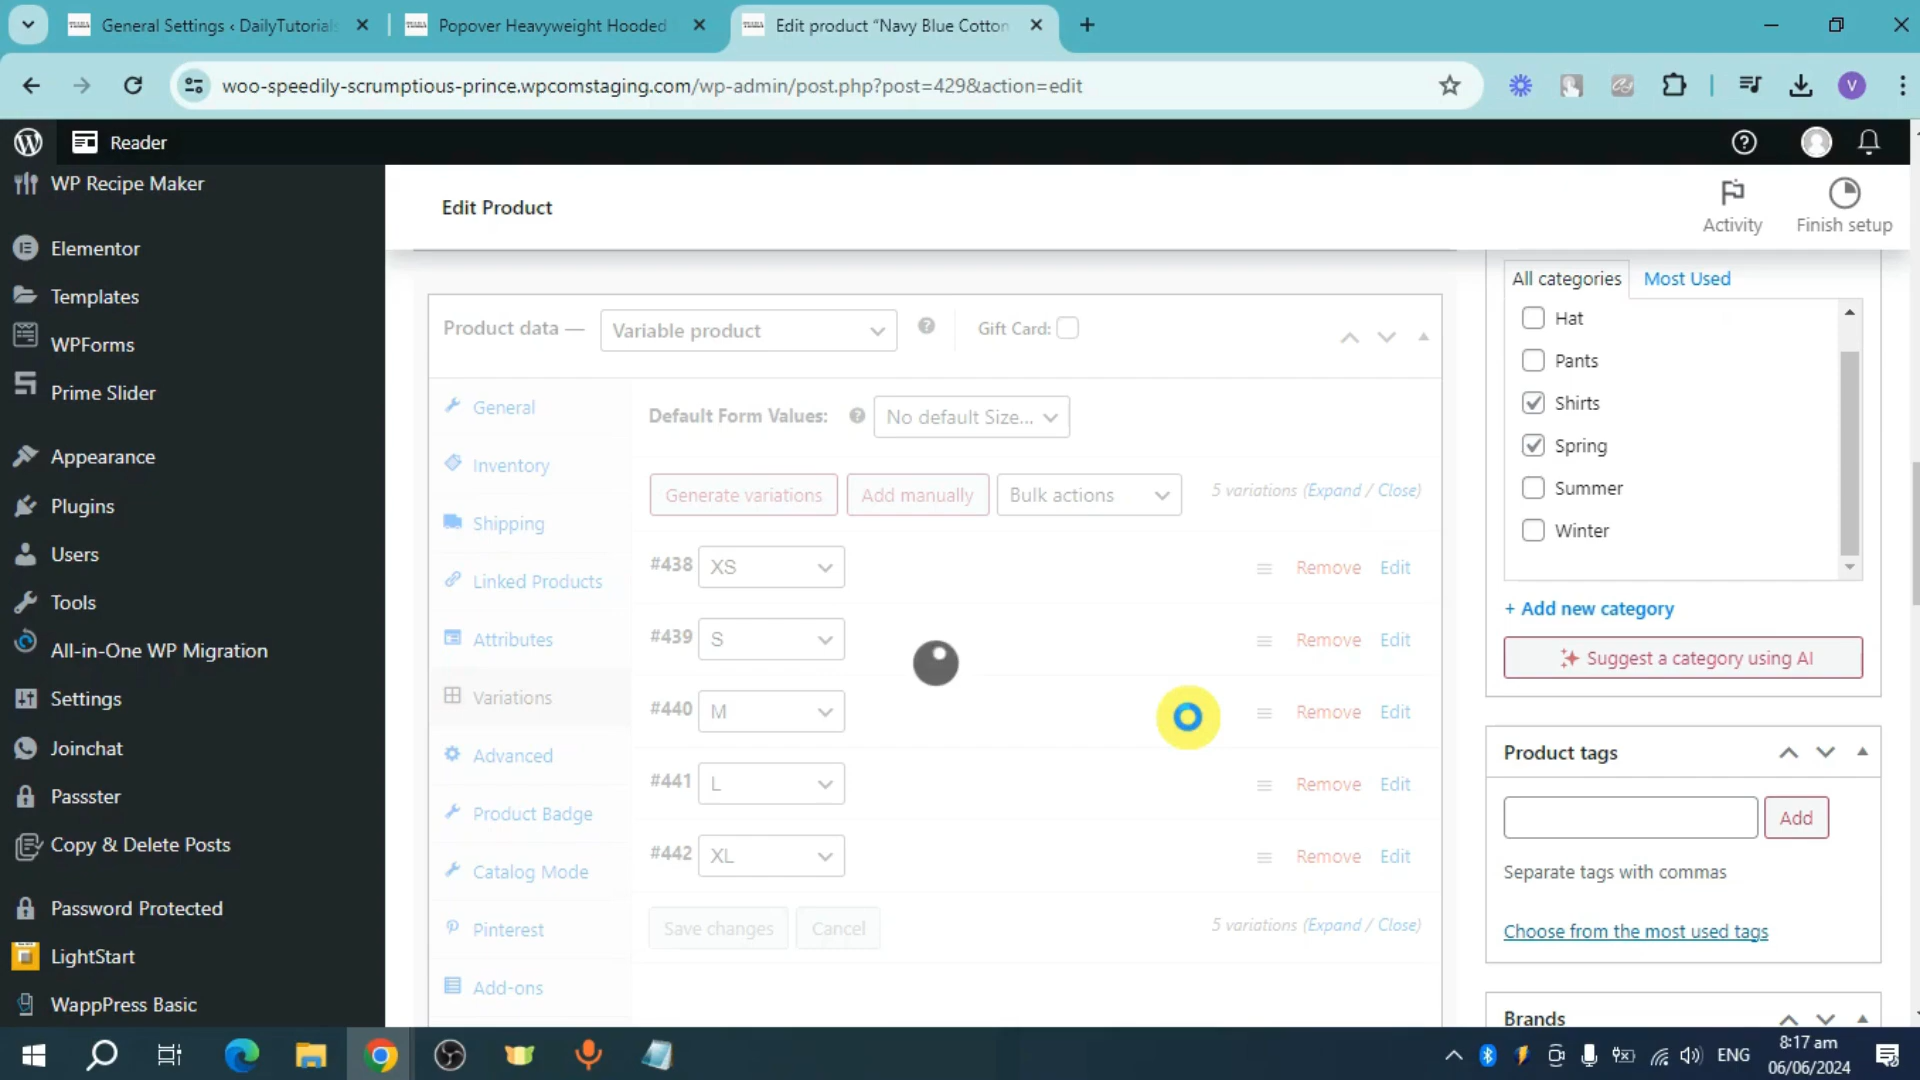 General Settings ‹ DailyTutorials
Popover Heavyweight Hooded
Edit product “Navy Blue Cotton
woo-speedily-scrumptious-prince.wpcomstaging.com/wp-admin/post.php?post=429&action=edit
V
Reader
WP Recipe Maker
Elementor
Templates
WPForms
Prime Slider
Appearance
Plugins
Users
Tools
All-in-One WP Migration
Settings
Joinchat
Passster
Copy & Delete Posts
Password Protected
LightStart
WappPress Basic
Edit Product
Activity
Finish setup
Product data —
Variable product
Gift Card:
General
Inventory
Shipping
Linked Products
Attributes
Variations
Advanced
Product Badge
Catalog Mode
Pinterest
Add-ons
Default Form Values:
No default Size...
Generate variations
Add manually
Bulk actions
5 variations (Expand / Close)
#438 XS Remove Edit
#439 S Remove Edit
#440 M Remove Edit
#441 L Remove Edit
#442 XL Remove Edit
Save changes
Cancel
5 variations (Expand / Close)
All categories
Most Used
Hat
Pants
Shirts
Spring
Summer
Winter
+ Add new category
Suggest a category using AI
Product tags
Add
Separate tags with commas
Choose from the most used tags
Brands
ENG
8:17 am
06/06/2024